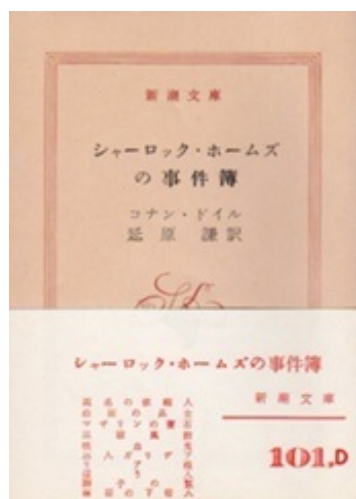 新潮文庫
シャーロック・ホームズ
の事件簿
コナン・ドイル
延原 謙訳
シャーロック・ホームズの事件簿
新潮文庫
101.D